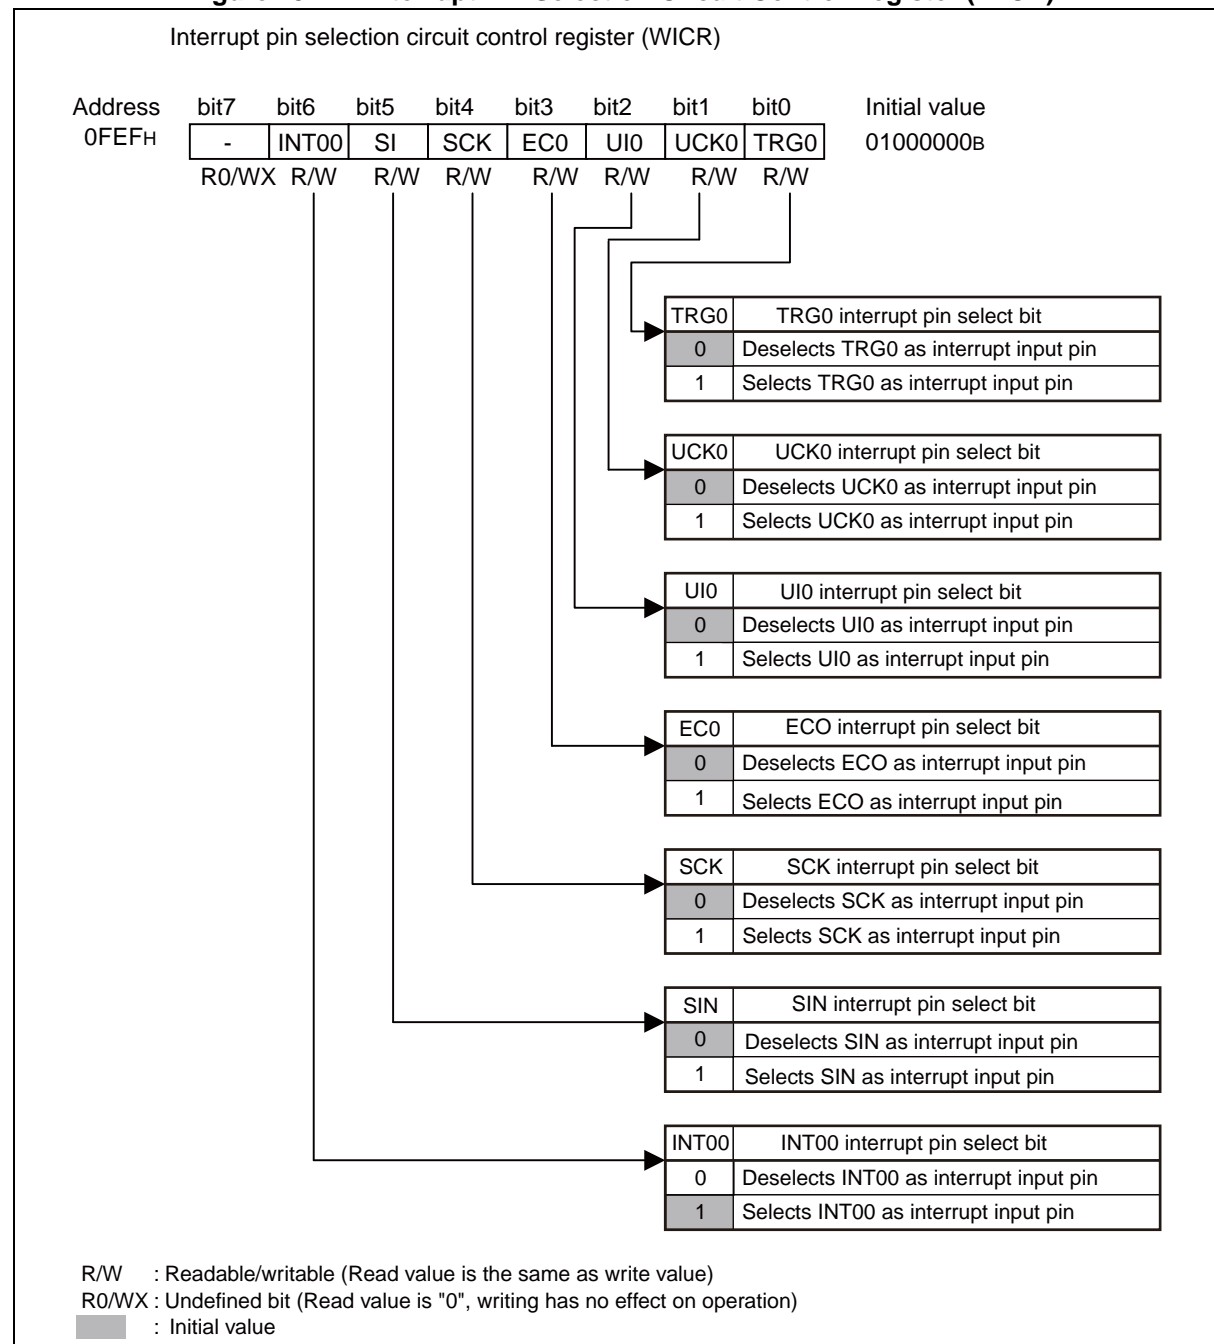 Interrupt pin selection circuit control register (WICR)
Address bit7 bit6 bit5 bit4 bit3 bit2 bit1 bit0 Initial value
0FEFH - INT00 SI SCK EC0 UI0 UCK0 TRG0 01000000B
R0/WX R/W R/W R/W R/W R/W R/W R/W
TRG0 TRG0 interrupt pin select bit
0 Deselects TRG0 as interrupt input pin
1 Selects TRG0 as interrupt input pin
UCK0 UCK0 interrupt pin select bit
0 Deselects UCK0 as interrupt input pin
1 Selects UCK0 as interrupt input pin
UI0 UI0 interrupt pin select bit
0 Deselects UI0 as interrupt input pin
1 Selects UI0 as interrupt input pin
EC0 ECO interrupt pin select bit
0 Deselects ECO as interrupt input pin
1 Selects ECO as interrupt input pin
SCK SCK interrupt pin select bit
0 Deselects SCK as interrupt input pin
1 Selects SCK as interrupt input pin
SIN SIN interrupt pin select bit
0 Deselects SIN as interrupt input pin
1 Selects SIN as interrupt input pin
INT00 INT00 interrupt pin select bit
0 Deselects INT00 as interrupt input pin
1 Selects INT00 as interrupt input pin
R/W : Readable/writable (Read value is the same as write value)
R0/WX : Undefined bit (Read value is "0", writing has no effect on operation)
: Initial value